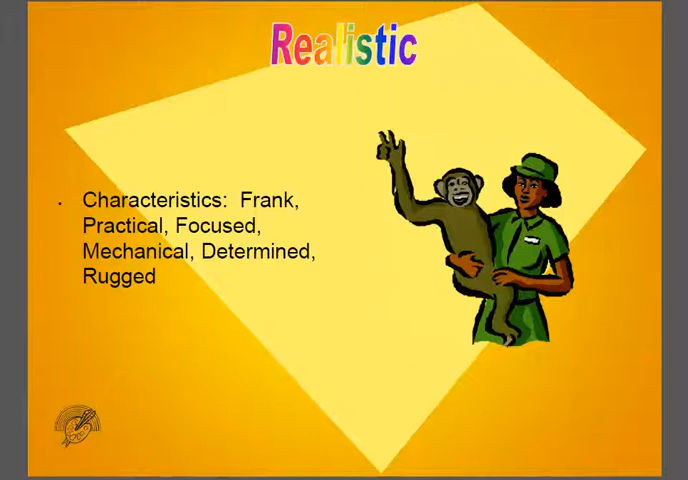 Realistic
• Characteristics: Frank,
Practical, Focused,
Mechanical, Determined,
Rugged